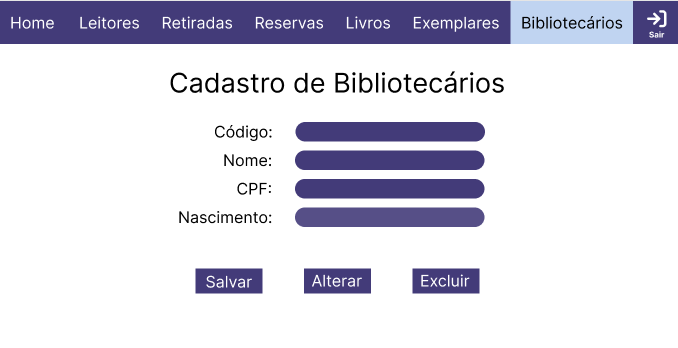 Home Leitores Retiradas Reservas Livros Exemplares Bibliotecários Sair
Cadastro de Bibliotecários
Código:
Nome:
CPF:
Nascimento:
Salvar Alterar Excluir